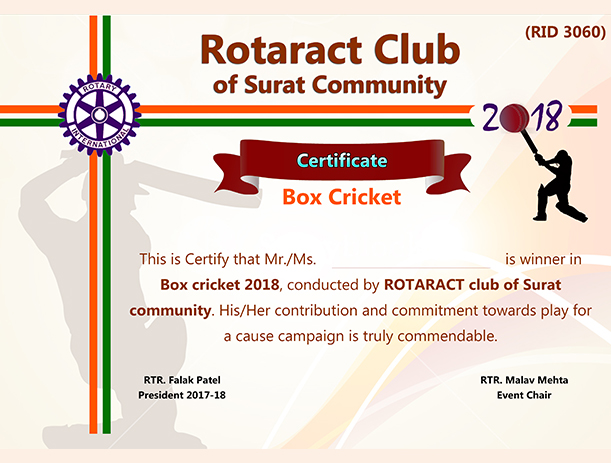 (RID 3060)
Rotaract Club
of Surat Community
ROTARY
INTERNATIONAL
2018
Certificate
Box Cricket
This is Certify that Mr./Ms. is winner in
Box cricket 2018, conducted by ROTARACT club of Surat
community. His/Her contribution and commitment towards play for
a cause campaign is truly commendable.
RTR. Falak Patel
President 2017-18
RTR. Malav Mehta
Event Chair